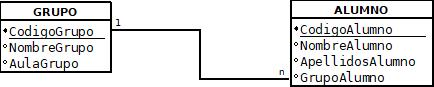 GRUPO
CodigoGrupo
NombreGrupo
AulaGrupo
1
n
ALUMNO
CodigoAlumno
NombreAlumno
ApellidosAlumno
GrupoAlumno